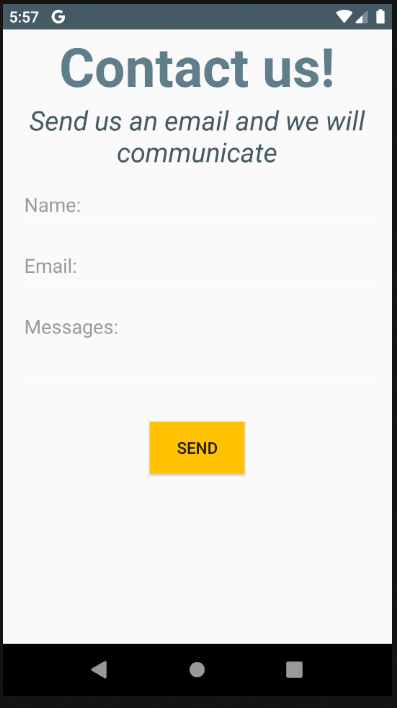 5:57 G
Contact us!
Send us an email and we will
communicate
Name:
Email:
Messages:
SEND